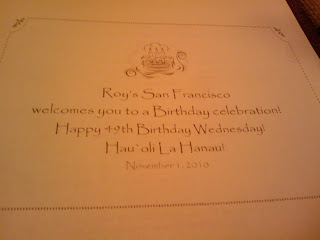 Roy's San Francisco
welcomes you to a Birthday celebration!
Happy 49th Birthday Wednesday!
Hau`oli La Hanau!
November 1, 2010